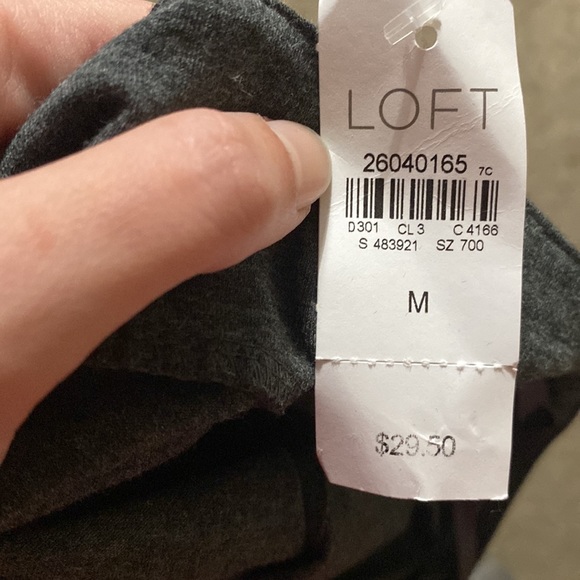 LOFT
26040165 7C
D301 CL 3 C 4166
S 483921 SZ 700
M
$29.50